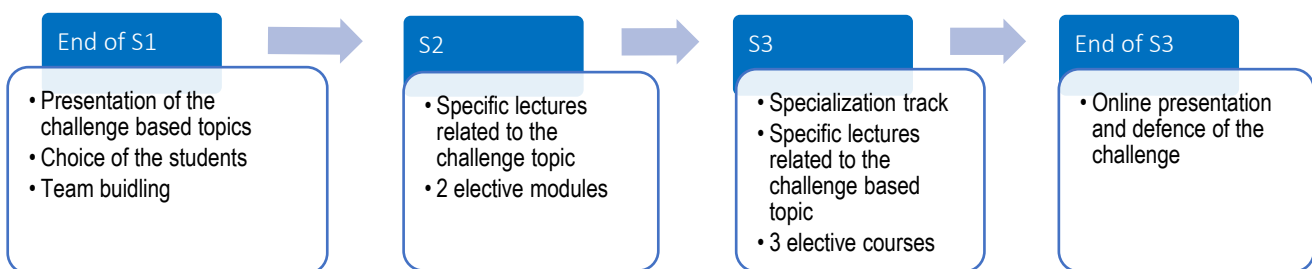 End of S1
• Presentation of the
challenge based topics
• Choice of the students
• Team buidling
S2
• Specific lectures
related to the
challenge topic
• 2 elective modules
S3
• Specialization track
• Specific lectures
related to the
challenge based
topic
• 3 elective courses
End of S3
• Online presentation
and defence of the
challenge